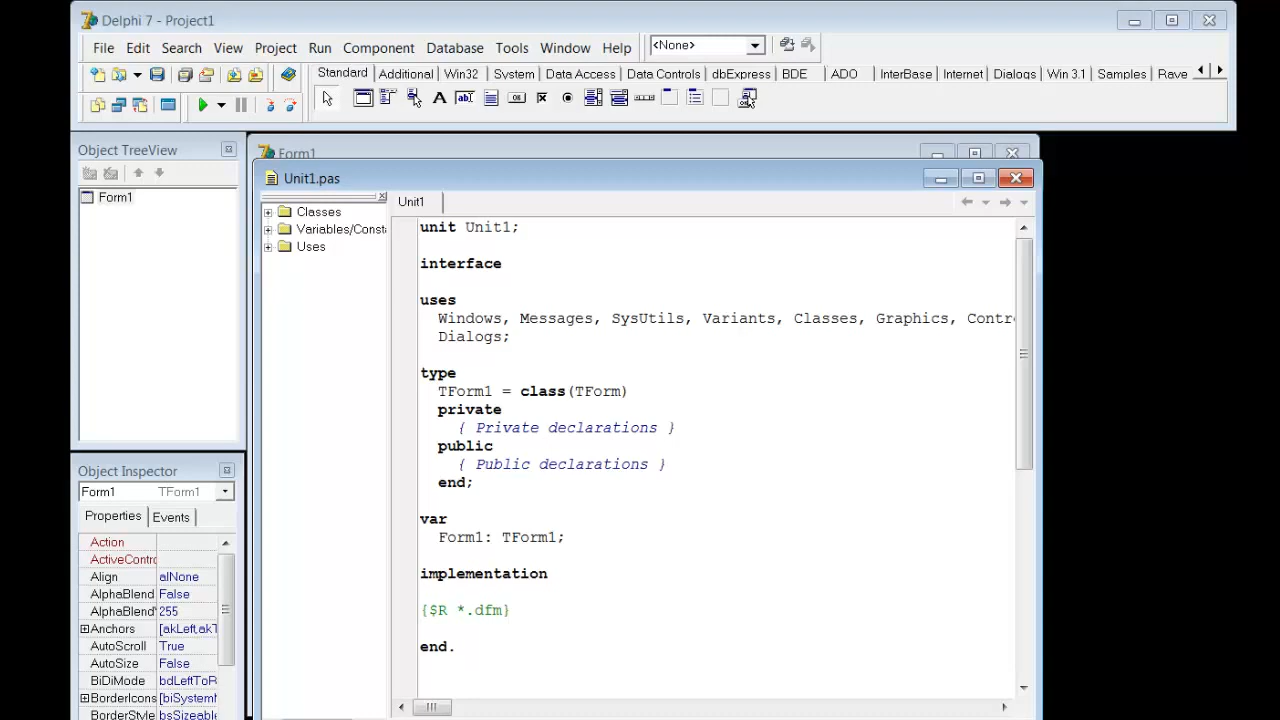 Delphi 7 - Project1
File Edit Search View Project Run Component Database Tools Window Help <None>
Standard Additional Win32 System Data Access Data Controls dbExpress BDE ADO InterBase Internet Dialogs Win 3.1 Samples Rave
Object TreeView
Form1
Form1
Unit1.pas
Classes
Variables/Consta
Uses
Unit1
unit Unit1;
interface
uses
Windows, Messages, SysUtils, Variants, Classes, Graphics, Contro
Dialogs;
type
TForm1 = class(TForm)
private
{ Private declarations }
public
{ Public declarations }
end;
var
Form1: TForm1;
implementation
{$R *.dfm}
end.
Object Inspector
Form1 TForm1
Properties Events
Action
ActiveContro
Align alNone
AlphaBlend False
AlphaBlend 255
Anchors [akLeft,akT
AutoScroll True
AutoSize False
BiDiMode bdLeftToR
BorderIcons [biSystemM
BorderStyle bsSizeable